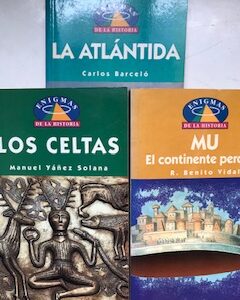 ENIGMAS
DE LA HISTORIA
LA ATLÁNTIDA
Carlos Barceló
ENIGMAS
DE LA HISTORIA
LOS CELTAS
Manuel Yáñez Solana
ENIGMAS
DE LA HISTORIA
MU
El continente perd
R. Benito Vidal